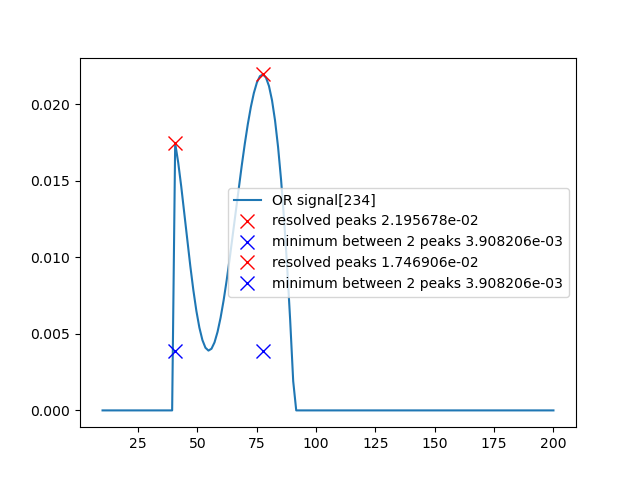 0.020
0.015
0.010
0.005
0.000
OR signal[234]
resolved peaks 2.195678e-02
minimum between 2 peaks 3.908206e-03
resolved peaks 1.746906e-02
minimum between 2 peaks 3.908206e-03
25 50 75 100 125 150 175 200